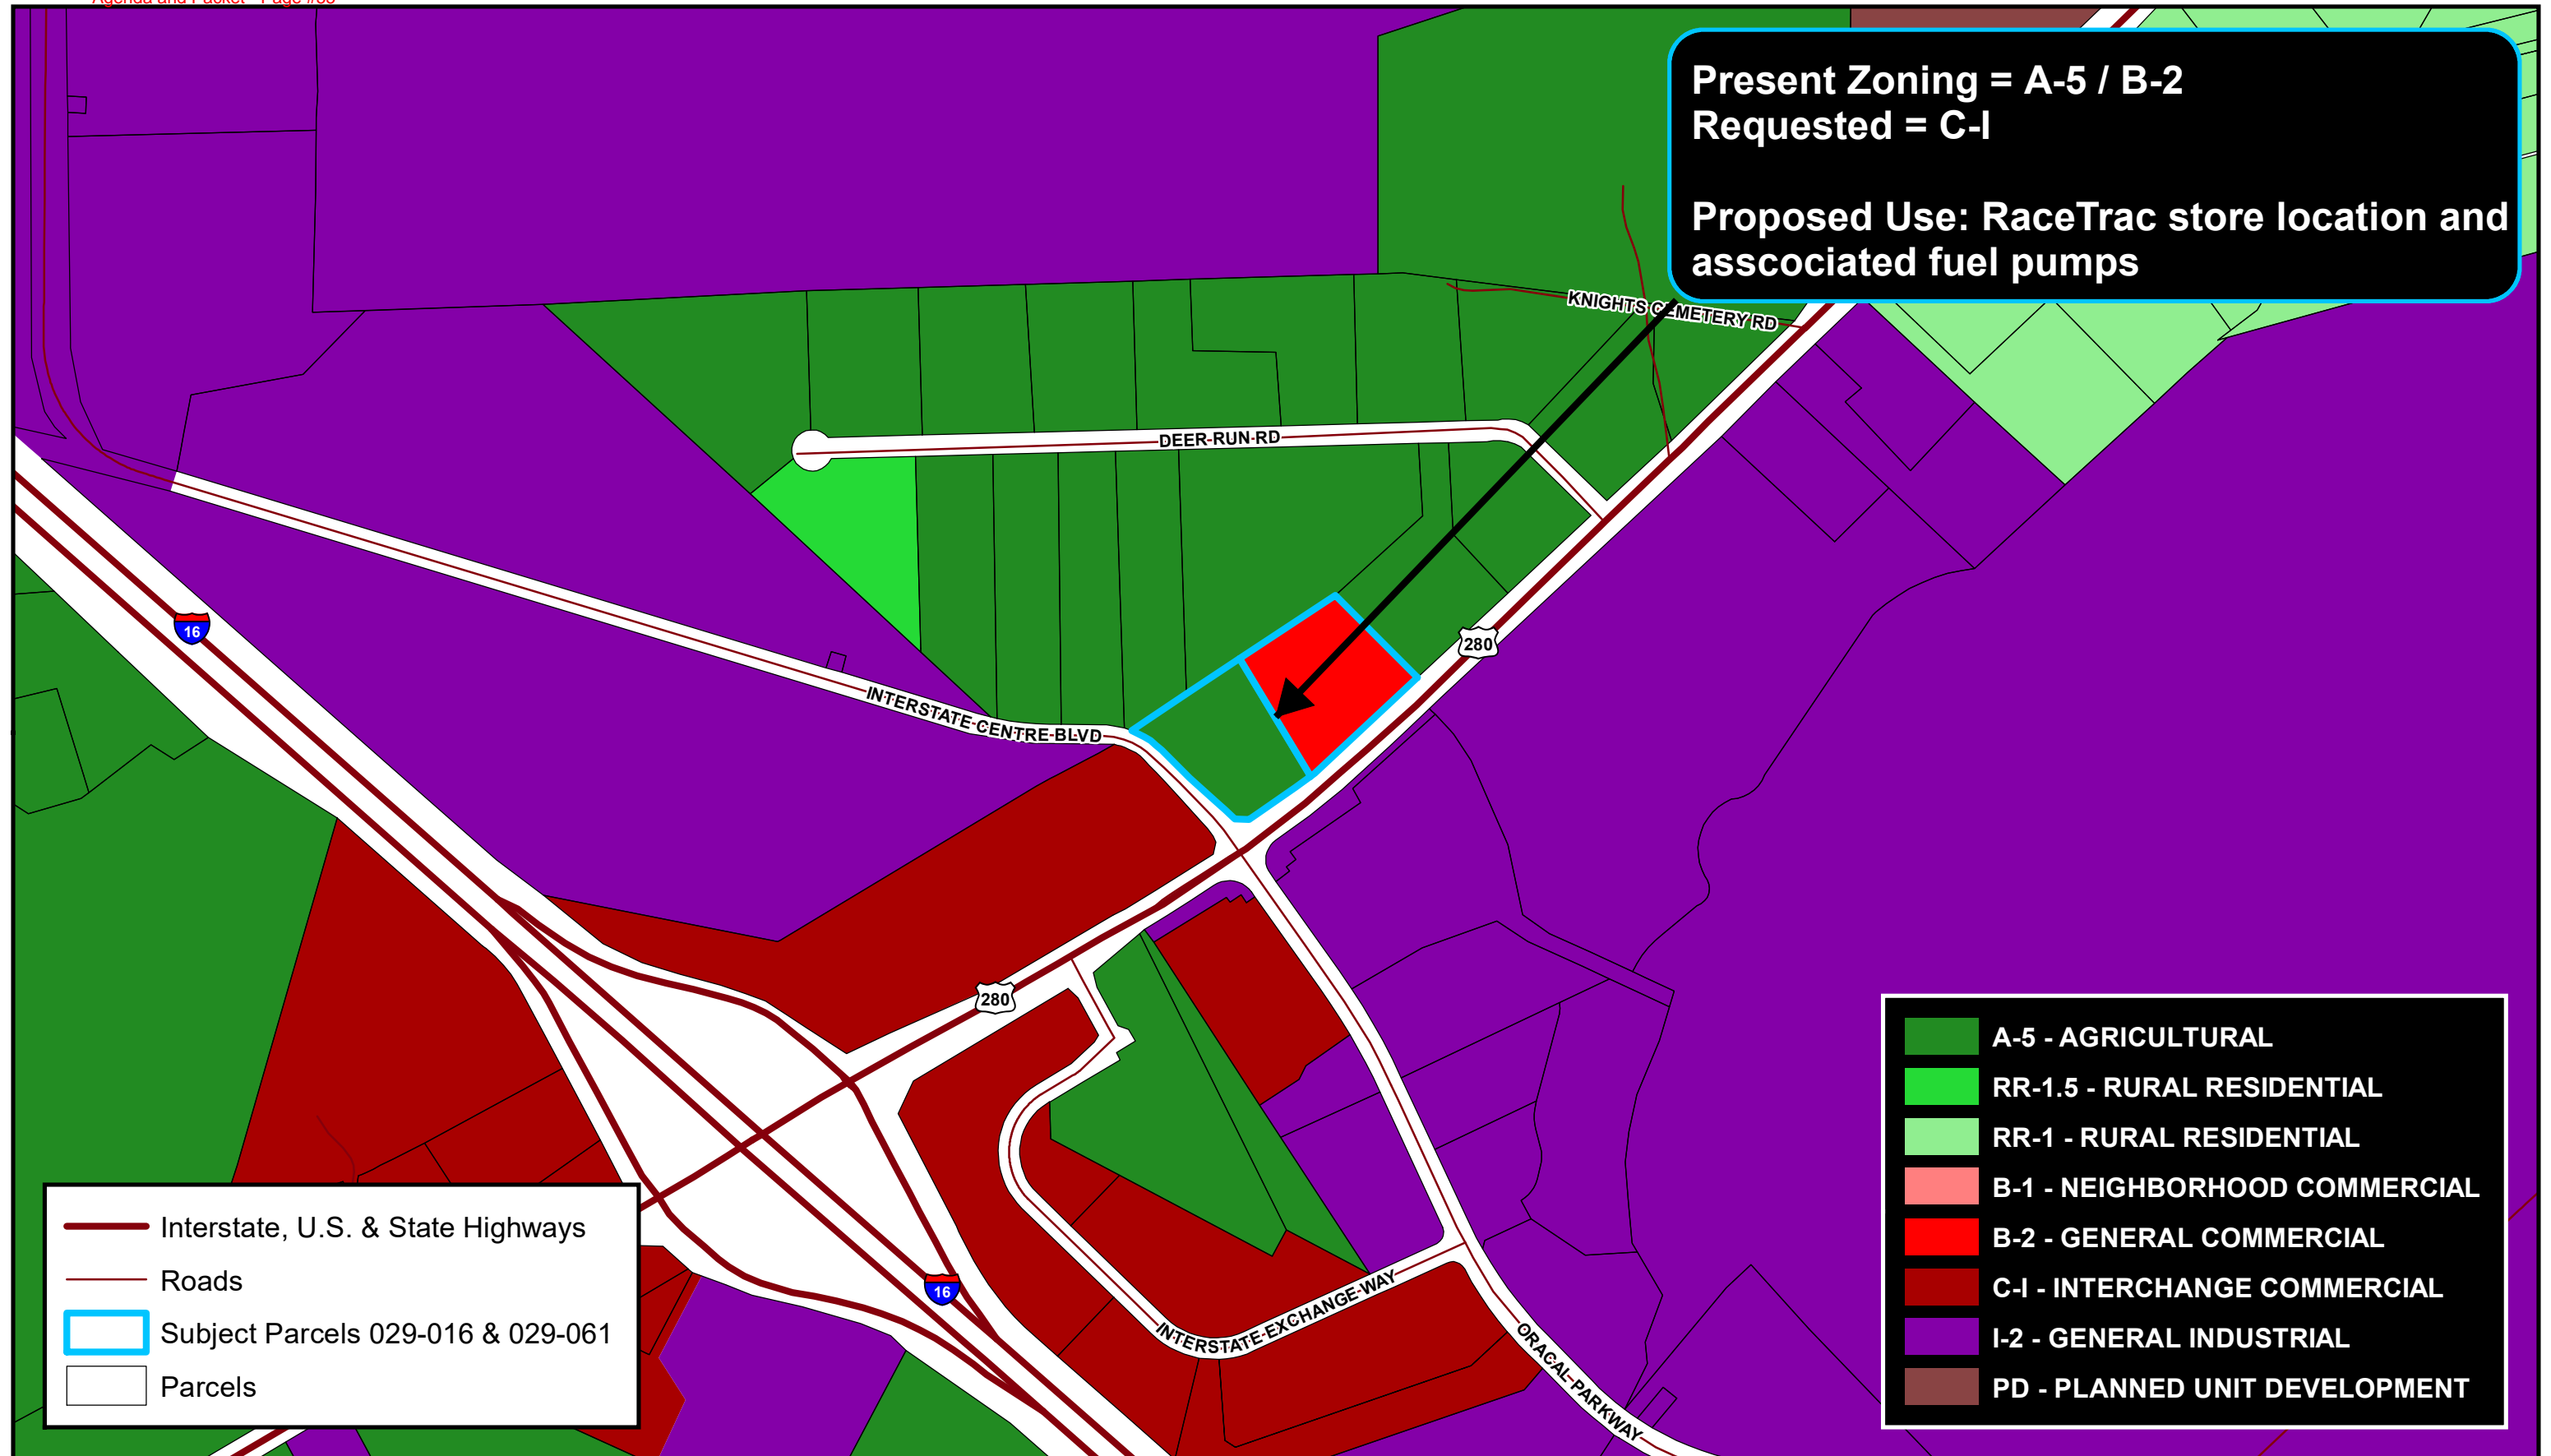 Present Zoning = A-5 / B-2
Requested = C-I
Proposed Use: RaceTrac store location and
asscociated fuel pumps
KNIGHTS CEMETERY RD
DEER RUN RD
16
280
INTERSTATE CENTRE BLVD
280
16
INTERSTATE EXCHANGE WAY
ORACAL PARKWAY
Interstate, U.S. & State Highways
Roads
Subject Parcels 029-016 & 029-061
Parcels
A-5 - AGRICULTURAL
RR-1.5 - RURAL RESIDENTIAL
RR-1 - RURAL RESIDENTIAL
B-1 - NEIGHBORHOOD COMMERCIAL
B-2 - GENERAL COMMERCIAL
C-I - INTERCHANGE COMMERCIAL
I-2 - GENERAL INDUSTRIAL
PD - PLANNED UNIT DEVELOPMENT